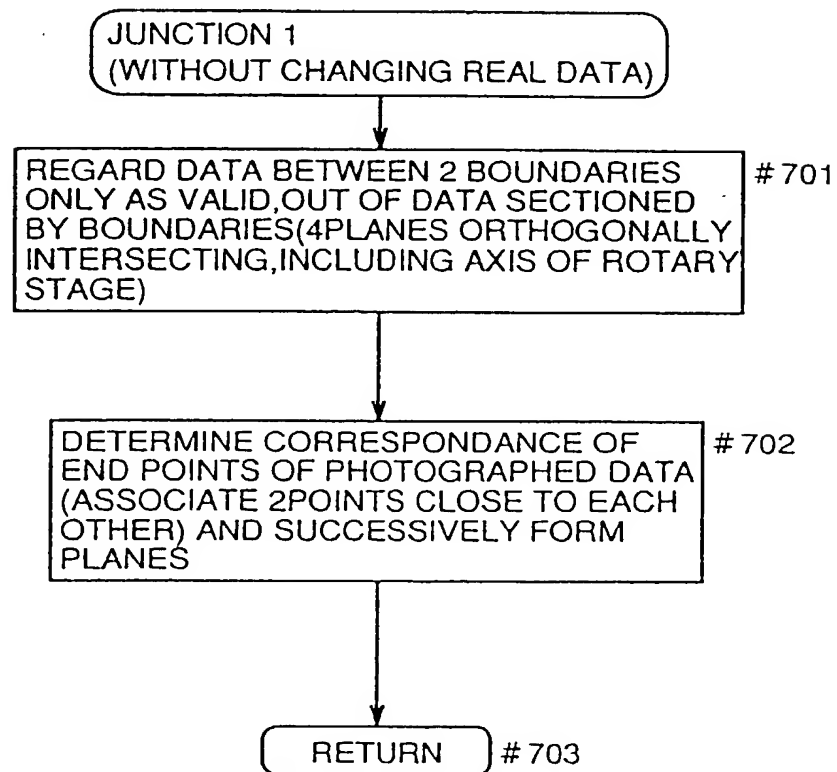 JUNCTION 1
(WITHOUT CHANGING REAL DATA)
REGARD DATA BETWEEN 2 BOUNDARIES
ONLY AS VALID,OUT OF DATA SECTIONED
BY BOUNDARIES(4PLANES ORTHOGONALLY
INTERSECTING,INCLUDING AXIS OF ROTARY
STAGE)
#701
DETERMINE CORRESPONDANCE OF
END POINTS OF PHOTOGRAPHED DATA
(ASSOCIATE 2POINTS CLOSE TO EACH
OTHER) AND SUCCESSIVELY FORM
PLANES
#702
RETURN
#703